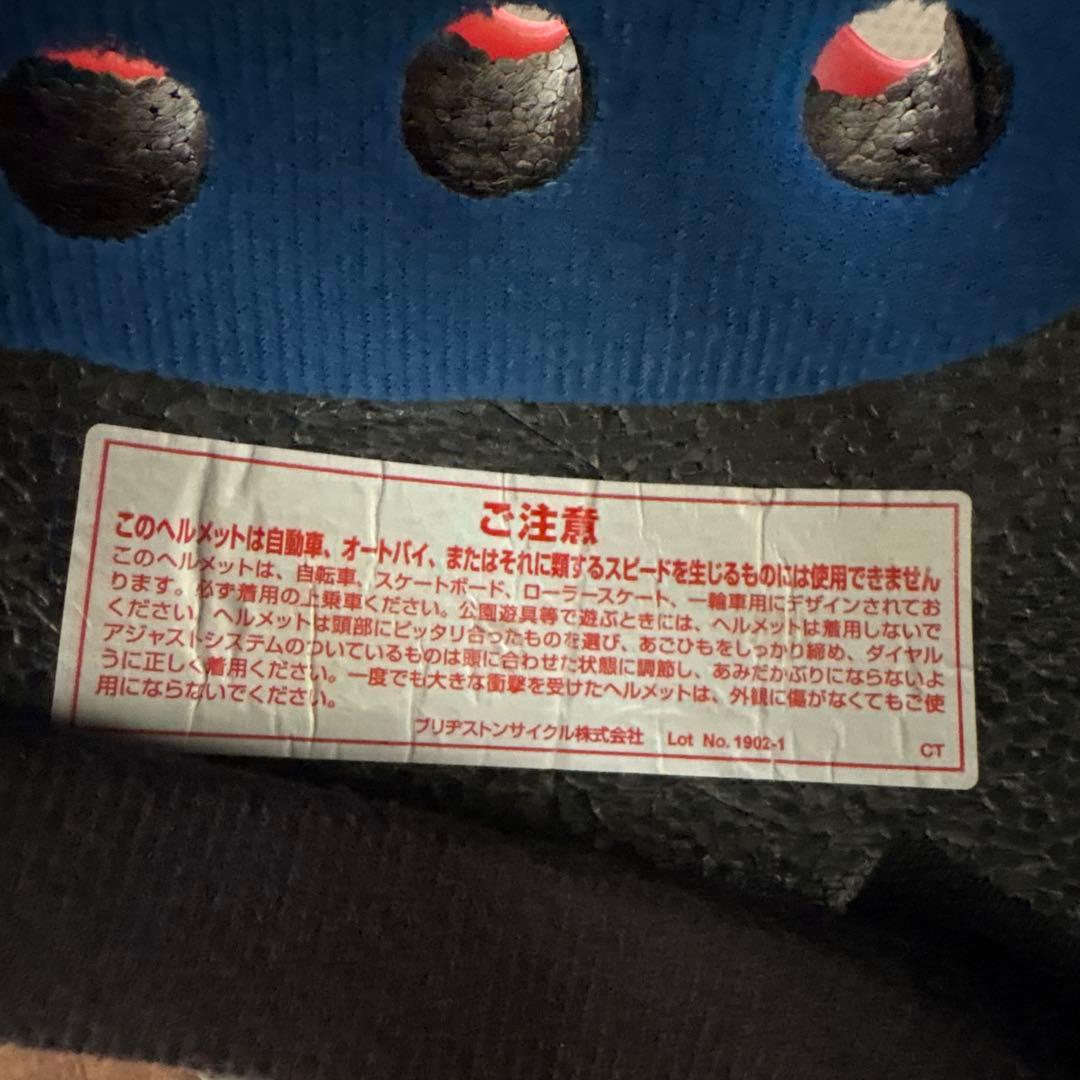 ご注意
このヘルメットは自動車、オートバイ、またはそれに類するスピードを生じるものには使用できません
このヘルメットは、自転車、スケートボード、ローラースケート、一輪車用にデザインされてお
ります。必ず着用の上乗車ください。公園遊具等で遊ぶときには、ヘルメットは着用しないで
ください。ヘルメットは頭部にピッタリ合ったものを選び、あごひもをしっかり締め、ダイヤル
アジャストシステムのついているものは頭に合わせた状態に調節し、あみだかぶりにならないよ
うに正しく着用ください。一度でも大きな衝撃を受けたヘルメットは、外観に傷がなくてもご使
用にならないでください。
ブリヂストンサイクル株式会社 Lot No. 1902-1 CT